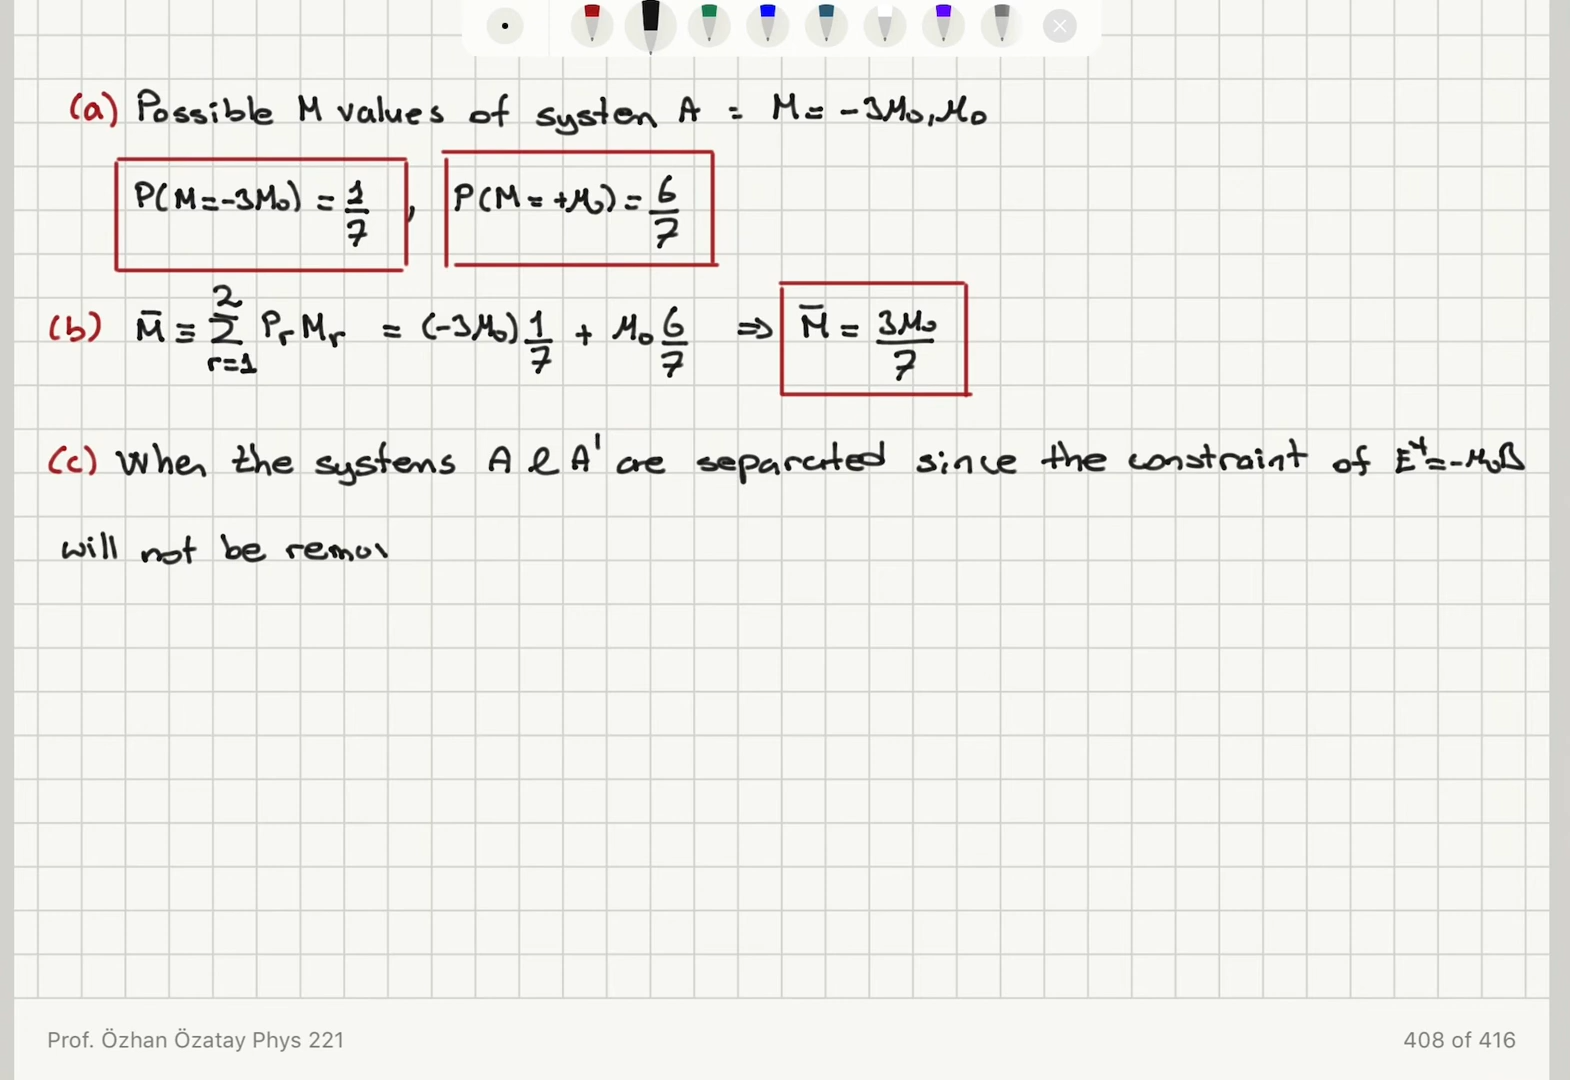 (a) Possible M values of system A : M = -3μ₀, μ₀
P(M=-3μ₀) = 1/7 , P(M=+μ₀) = 6/7
(b) M̄ ≡ Σ_{r=1}^{2} P_r M_r = (-3μ₀) 1/7 + μ₀ 6/7 ⇒ M̄ = 3μ₀/7
(c) When the systems A & A' are separated since the constraint of E* = -μ₀B
will not be remov
Prof. Özhan Özatay Phys 221
408 of 416